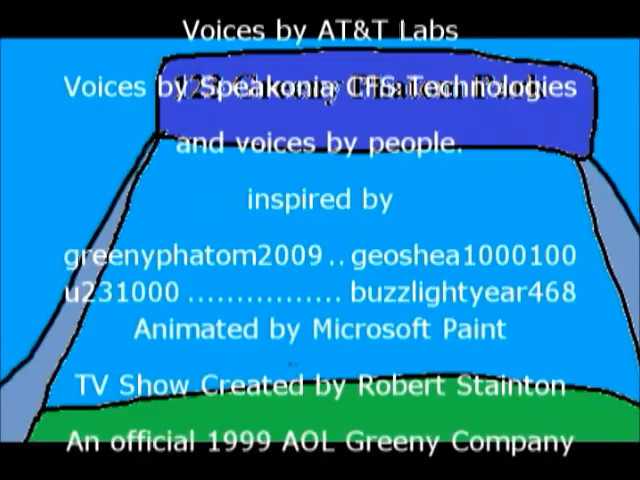 Voices by AT&T Labs
Voices by Speakonia CFS-Technologies
and voices by people.
inspired by
greenyphatom2009 .. geoshea1000100
u231000 ................ buzzlightyear468
Animated by Microsoft Paint
TV Show Created by Robert Stainton
An official 1999 AOL Greeny Company